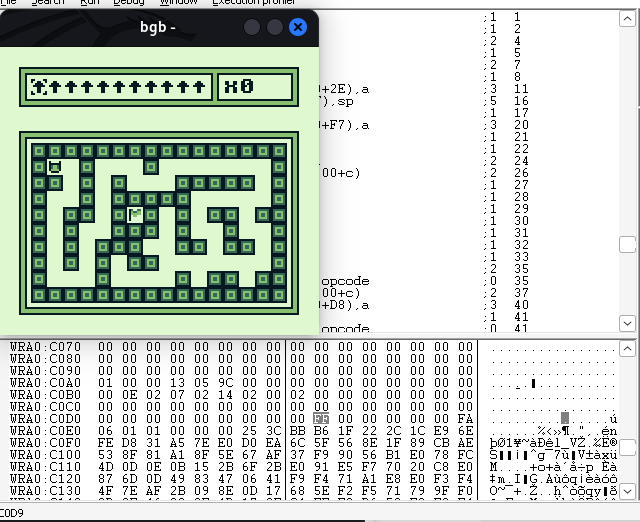 File Search Run Debug Window Execution profiler
bgb -
x0
;1 1
;1 2
;2 4
;1 5
;2 7
;1 8
+2E),a ;3 11
),sp ;5 16
;1 17
+F7),a ;3 20
;1 21
;1 22
;2 24
00+c) ;2 26
;1 27
;1 28
;1 29
;1 30
;1 31
;1 32
;1 33
;2 35
opcode ;0 35
00+c) ;2 37
+D8),a ;3 40
;1 41
opcode ;0 41
WRA0:C070 00 00 00 00 00 00 00 00 00 00 00 00 00 00 00 00
WRA0:C080 00 00 00 00 00 00 00 00 00 00 00 00 00 00 00 00
WRA0:C090 00 00 00 00 00 00 00 00 00 00 00 00 00 00 00 00
WRA0:C0A0 01 00 00 13 05 9C 00 00 00 00 00 00 00 00 00 00
WRA0:C0B0 00 0E 02 07 02 14 02 00 02 00 00 00 00 00 00 00
WRA0:C0C0 00 00 00 00 00 00 00 00 00 00 00 00 00 00 00 00
WRA0:C0D0 00 00 00 00 00 00 00 00 00 FF 00 00 00 00 00 FA
WRA0:C0E0 06 01 01 00 00 00 25 3C BB B6 1F 22 2C 1C E9 6E
WRA0:C0F0 FE D8 31 A5 7E E0 D0 EA 6C 5F 56 8E 1F 89 CB AE
WRA0:C100 53 8F 81 A1 8F 5E 67 AF 37 F9 90 56 B1 E0 78 FC
WRA0:C110 4D 0D 0E 0B 15 2B 6F 2B E0 91 E5 F7 70 20 C8 E0
WRA0:C120 87 6D 0D 49 83 47 06 41 F9 F4 71 A1 E8 E0 F3 F4
WRA0:C130 4F 7E AF 2B 09 8E 0D 17 68 5E F2 F5 71 79 9F F0
C0D9